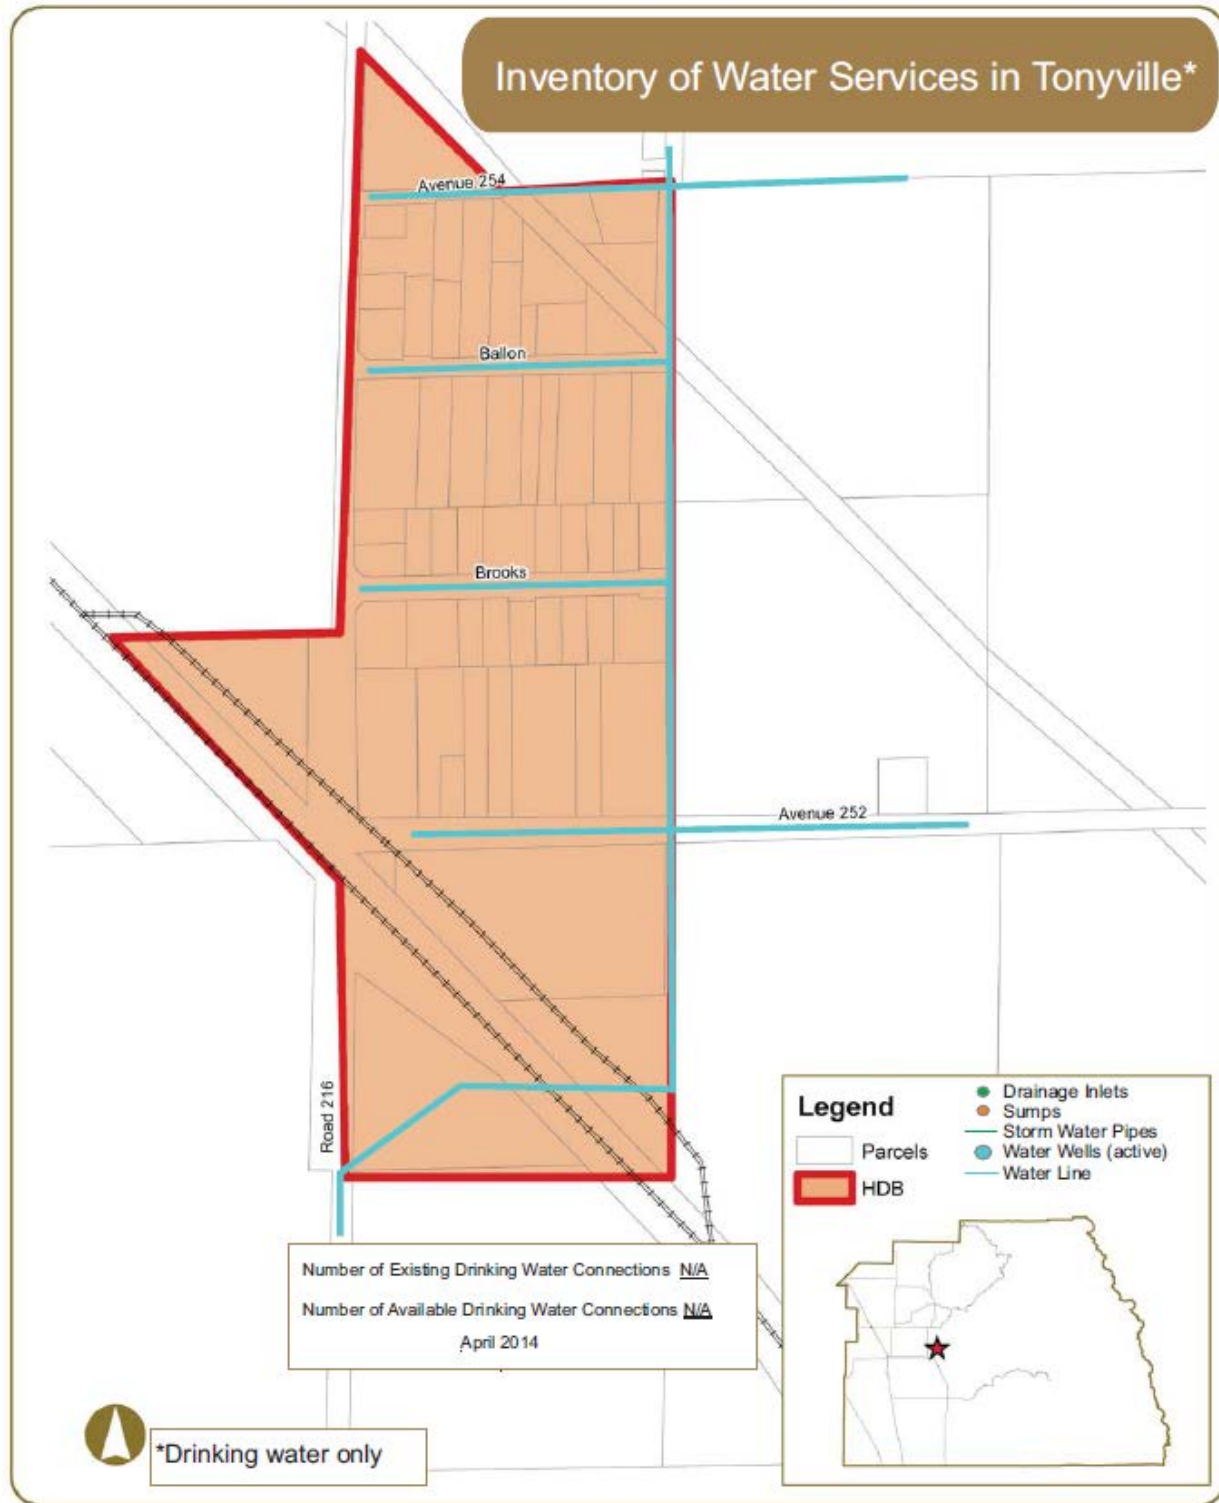 Inventory of Water Services in Tonyville*
Avenue 254
Ballon
Brooks
Avenue 252
Road 216
Legend
Parcels
HDB
Drainage Inlets
Sumps
Storm Water Pipes
Water Wells (active)
Water Line
Number of Existing Drinking Water Connections N/A
Number of Available Drinking Water Connections N/A
April 2014
*Drinking water only